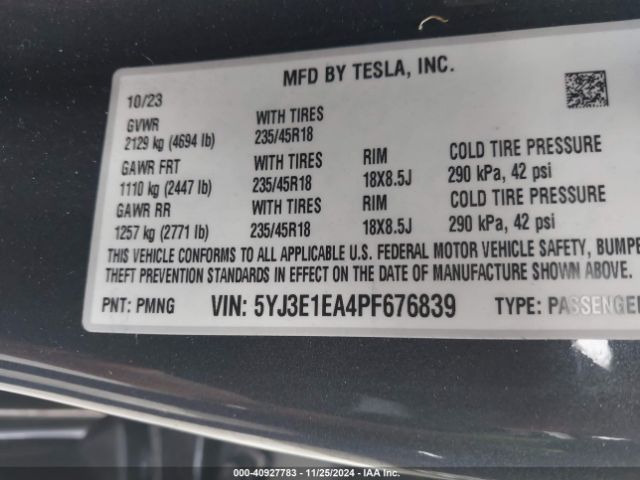 MFD BY TESLA, INC.
10/23
GVWR WITH TIRES
2129 kg (4694 lb) 235/45R18
GAWR FRT WITH TIRES RIM COLD TIRE PRESSURE
1110 kg (2447 lb) 235/45R18 18X8.5J 290 kPa, 42 psi
GAWR RR WITH TIRES RIM COLD TIRE PRESSURE
1257 kg (2771 lb) 235/45R18 18X8.5J 290 kPa, 42 psi
THIS VEHICLE CONFORMS TO ALL APPLICABLE U.S. FEDERAL MOTOR VEHICLE SAFETY, BUMPE
THEFT PREVENTION STANDARDS IN EFFECT ON THE DATE OF MANUFACTURE SHOWN ABOVE.
PNT: PMNG VIN: 5YJ3E1EA4PF676839 TYPE: PASSENGER
000-40927783 - 11/25/2024 - IAA Inc.